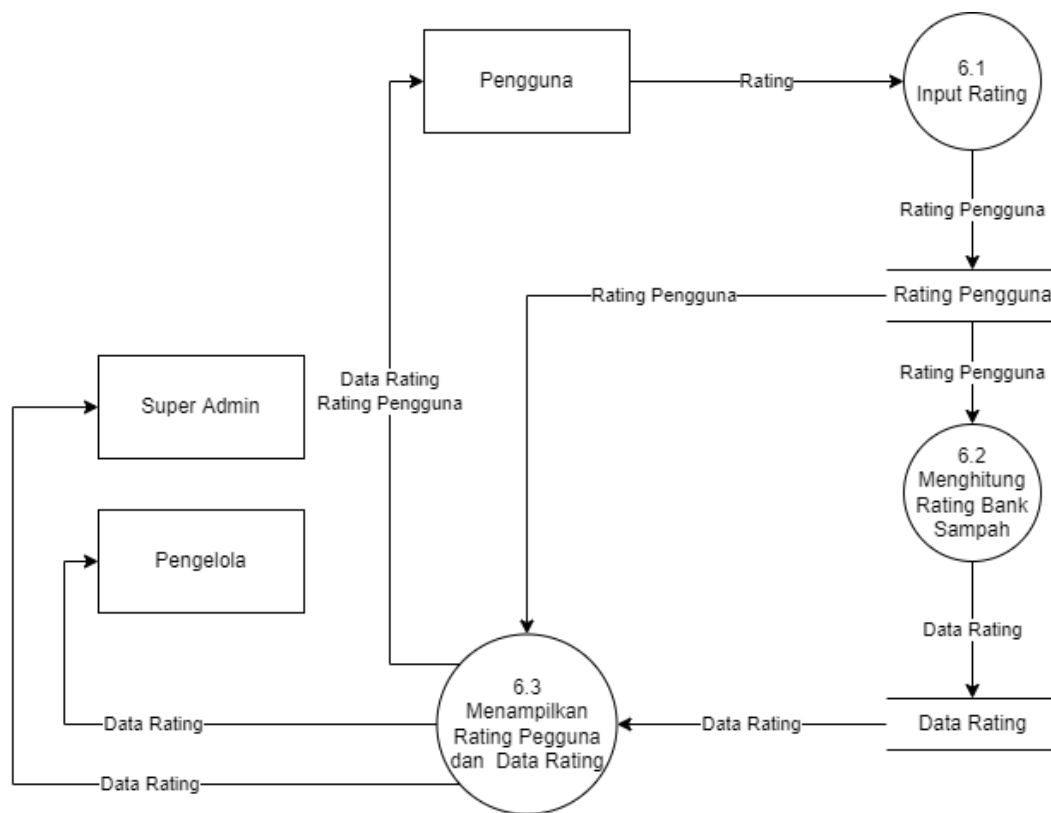 Pengguna
Rating
6.1
Input Rating
Rating Pengguna
Rating Pengguna
Rating Pengguna
Rating Pengguna
Data Rating
Rating Pengguna
Super Admin
6.2
Menghitung
Rating Bank
Sampah
Pengelola
Data Rating
6.3
Menampilkan
Rating Pegguna
dan Data Rating
Data Rating
Data Rating
Data Rating
Data Rating